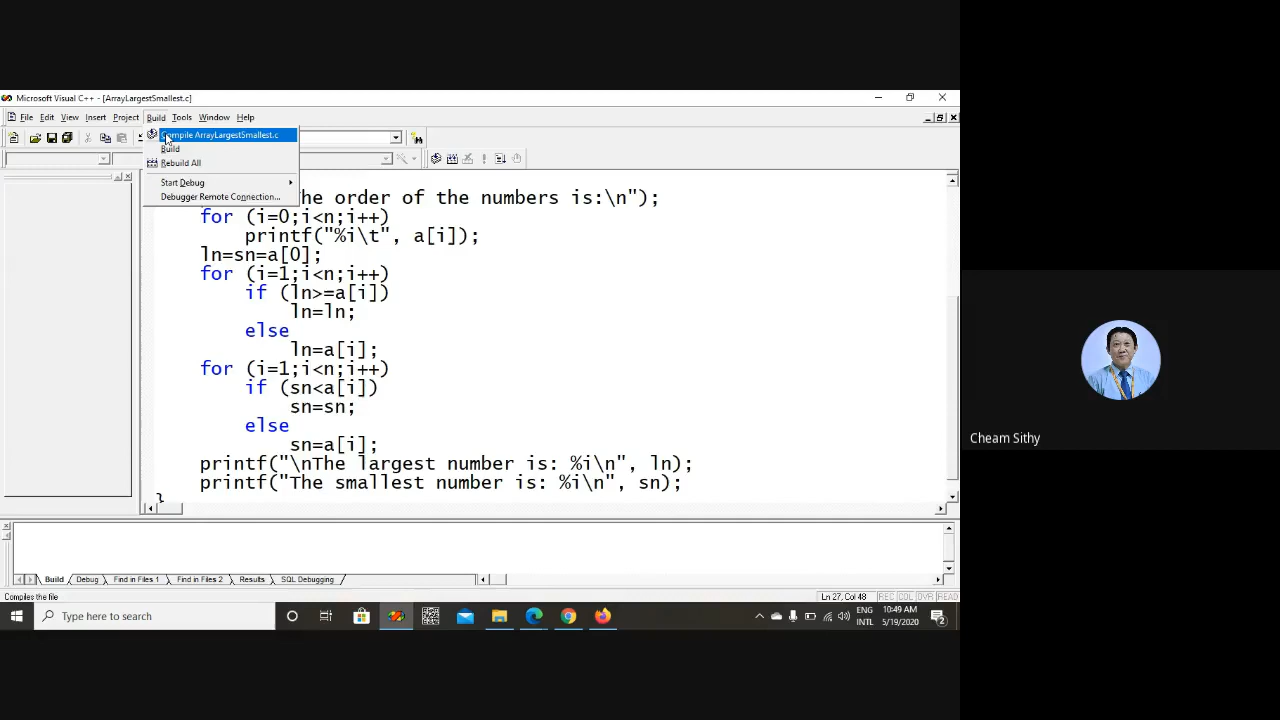 Microsoft Visual C++ - [ArrayLargestSmallest.c]
File Edit View Insert Project Build Tools Window Help
Compile ArrayLargestSmallest.c
Build
Rebuild All
Start Debug
Debugger Remote Connection...
he order of the numbers is:\n");
for (i=0;i<n;i++)
printf("%i\t", a[i]);
ln=sn=a[0];
for (i=1;i<n;i++)
if (ln>=a[i])
ln=ln;
else
ln=a[i];
for (i=1;i<n;i++)
if (sn<a[i])
sn=sn;
else
sn=a[i];
printf("\nThe largest number is: %i\n", ln);
printf("The smallest number is: %i\n", sn);
}
Cheam Sithy
Build Debug Find in Files 1 Find in Files 2 Results SQL Debugging
Compiles the file
Ln 27, Col 48 REC COL OVR READ
Type here to search
ENG
INTL
10:49 AM
5/19/2020
2